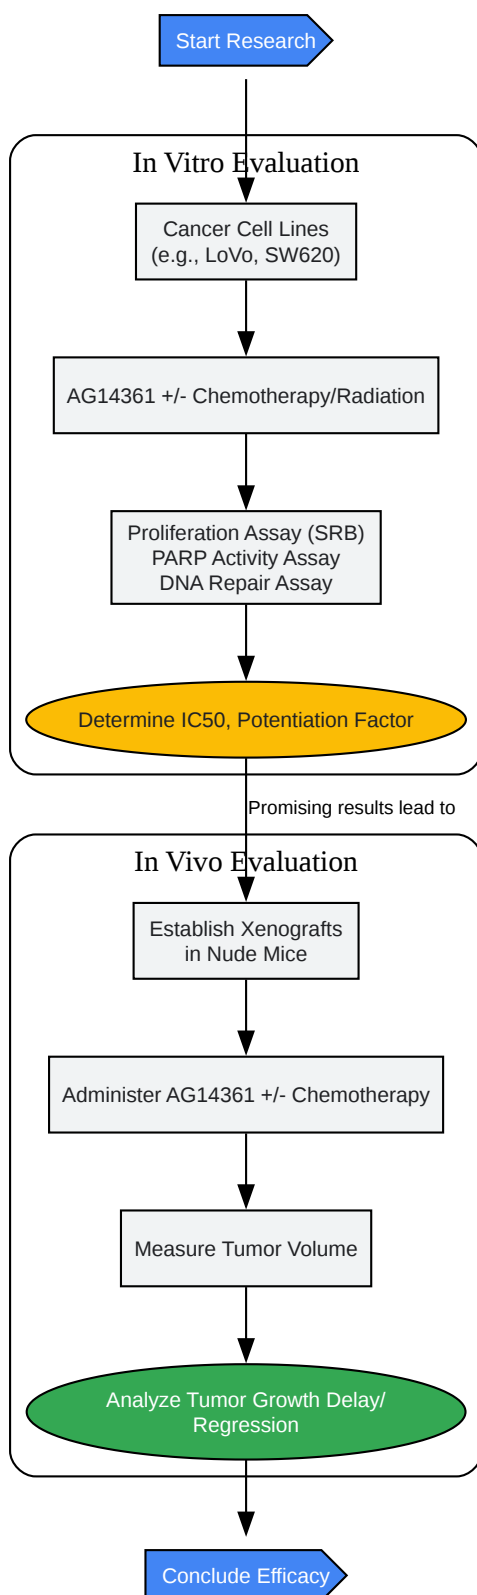 Start Research
In Vitro Evaluation
Cancer Cell Lines
(e.g., LoVo, SW620)
AG14361 +/- Chemotherapy/Radiation
Proliferation Assay (SRB)
PARP Activity Assay
DNA Repair Assay
Determine IC50, Potentiation Factor
Promising results lead to
In Vivo Evaluation
Establish Xenografts
in Nude Mice
Administer AG14361 +/- Chemotherapy
Measure Tumor Volume
Analyze Tumor Growth Delay/
Regression
Conclude Efficacy